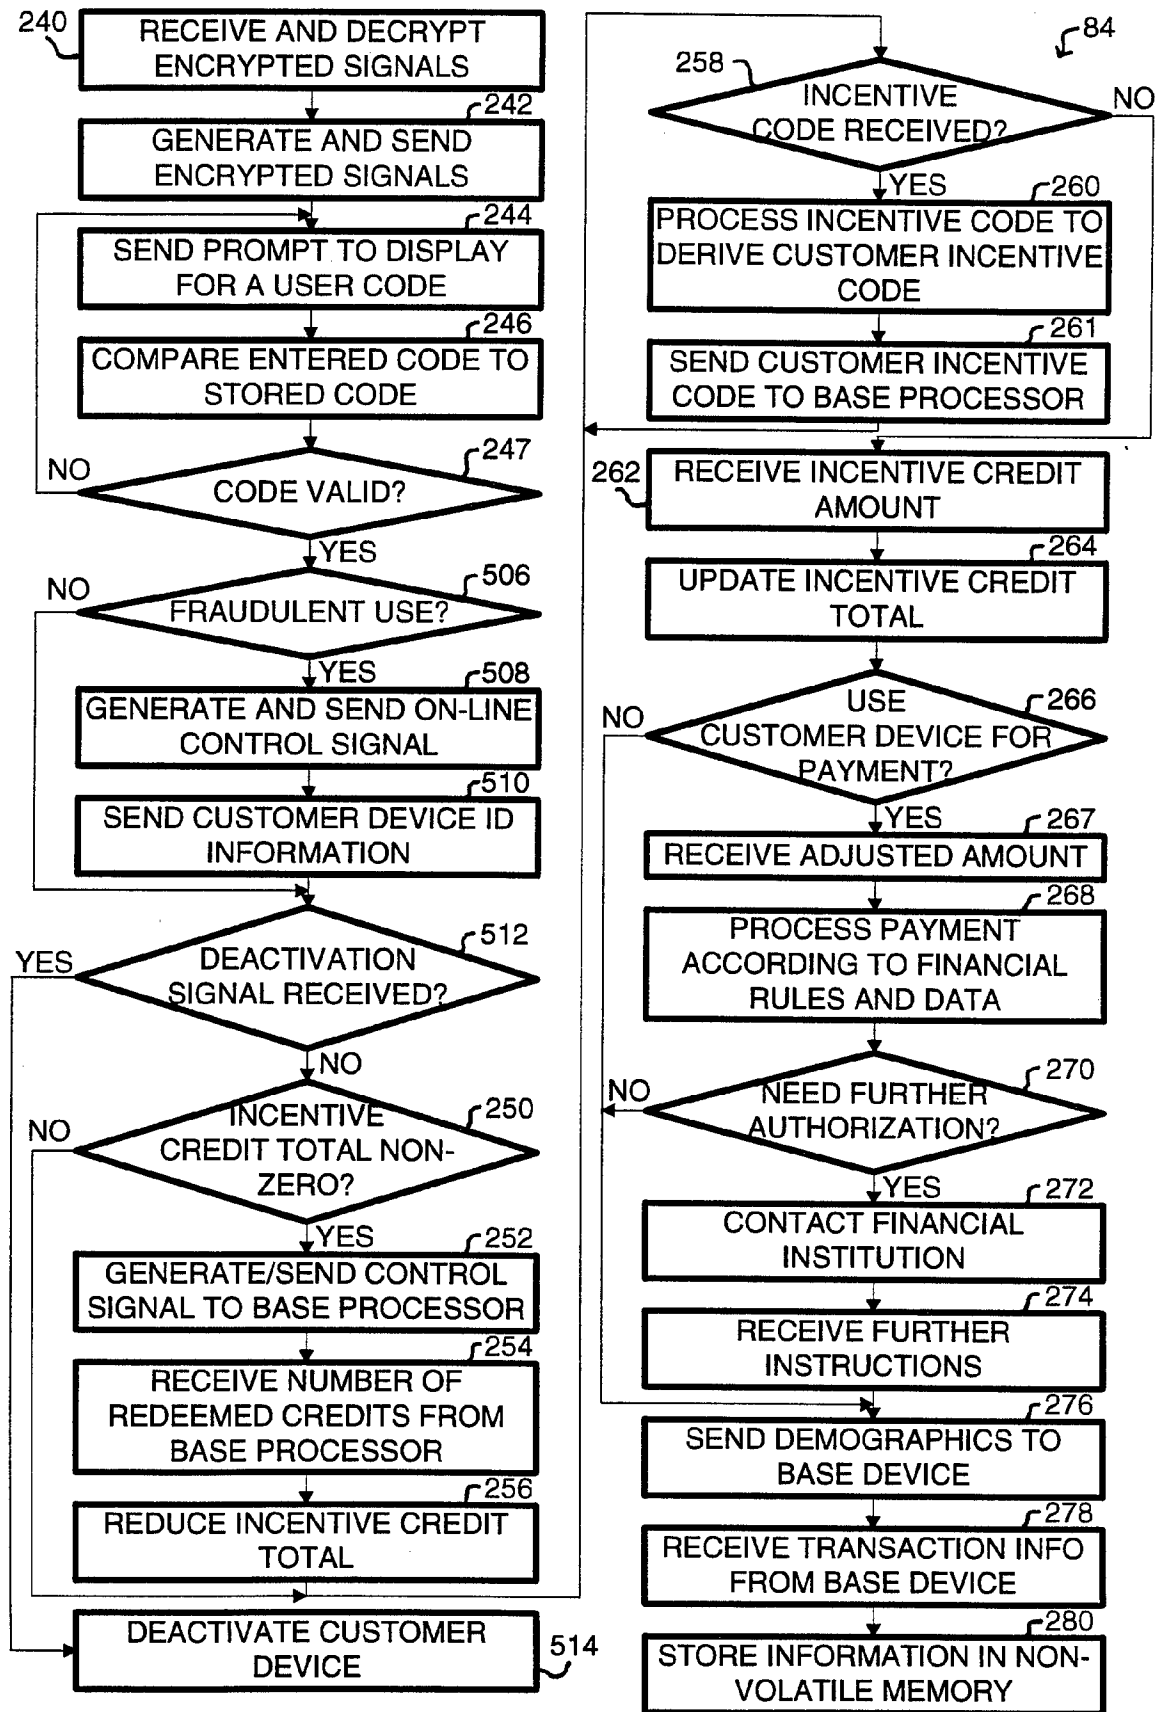 240
RECEIVE AND DECRYPT
ENCRYPTED SIGNALS
242
GENERATE AND SEND
ENCRYPTED SIGNALS
244
SEND PROMPT TO DISPLAY
FOR A USER CODE
246
COMPARE ENTERED CODE TO
STORED CODE
247
NO
CODE VALID?
YES
506
NO
FRAUDULENT USE?
YES
508
GENERATE AND SEND ON-LINE
CONTROL SIGNAL
510
SEND CUSTOMER DEVICE ID
INFORMATION
512
YES
DEACTIVATION
SIGNAL RECEIVED?
NO
250
NO
INCENTIVE
CREDIT TOTAL NON-
ZERO?
YES
252
GENERATE/SEND CONTROL
SIGNAL TO BASE PROCESSOR
254
RECEIVE NUMBER OF
REDEEMED CREDITS FROM
BASE PROCESSOR
256
REDUCE INCENTIVE CREDIT
TOTAL
DEACTIVATE CUSTOMER
DEVICE
514
84
258
INCENTIVE
CODE RECEIVED?
NO
YES
260
PROCESS INCENTIVE CODE TO
DERIVE CUSTOMER INCENTIVE
CODE
261
SEND CUSTOMER INCENTIVE
CODE TO BASE PROCESSOR
262
RECEIVE INCENTIVE CREDIT
AMOUNT
264
UPDATE INCENTIVE CREDIT
TOTAL
266
NO
USE
CUSTOMER DEVICE FOR
PAYMENT?
YES
267
RECEIVE ADJUSTED AMOUNT
268
PROCESS PAYMENT
ACCORDING TO FINANCIAL
RULES AND DATA
270
NO
NEED FURTHER
AUTHORIZATION?
YES
272
CONTACT FINANCIAL
INSTITUTION
274
RECEIVE FURTHER
INSTRUCTIONS
276
SEND DEMOGRAPHICS TO
BASE DEVICE
278
RECEIVE TRANSACTION INFO
FROM BASE DEVICE
280
STORE INFORMATION IN NON-
VOLATILE MEMORY